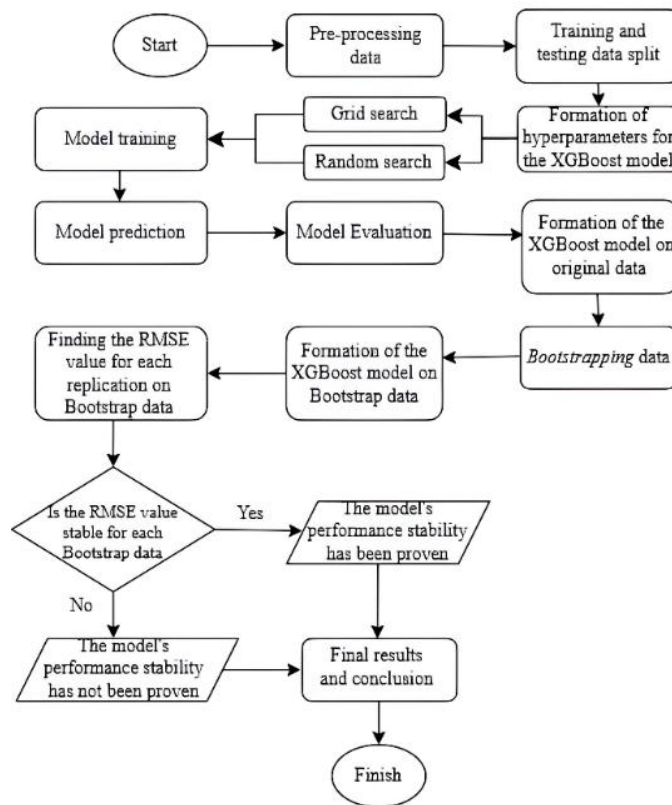 Start
Pre-processing
data
Training and
testing data split
Formation of
hyperparameters for
the XGBoost model
Grid search
Random search
Model training
Model prediction
Model Evaluation
Formation of the
XGBoost model on
original data
Bootstrapping data
Formation of the
XGBoost model on
Bootstrap data
Finding the RMSE
value for each
replication on
Bootstrap data
Is the RMSE value
stable for each
Bootstrap data
Yes
The model's
performance stability
has been proven
No
The model's
performance stability
has not been proven
Final results
and conclusion
Finish